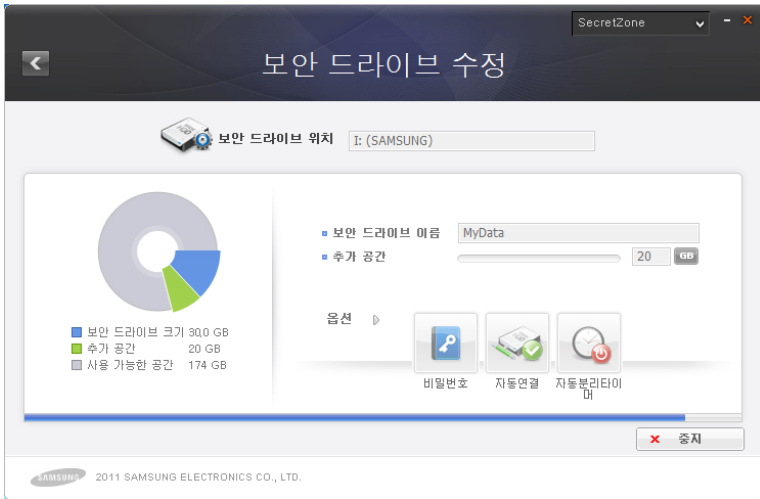 SecretZone
보안 드라이브 수정
보안 드라이브 위치 I: (SAMSUNG)
보안 드라이브 이름 MyData
추가 공간 20 GB
옵션
보안 드라이브 크기 30.0 GB
추가 공간 20 GB
사용 가능한 공간 174 GB
비밀번호 자동연결 자동분리타이
머
중지
SAMSUNG 2011 SAMSUNG ELECTRONICS CO., LTD.